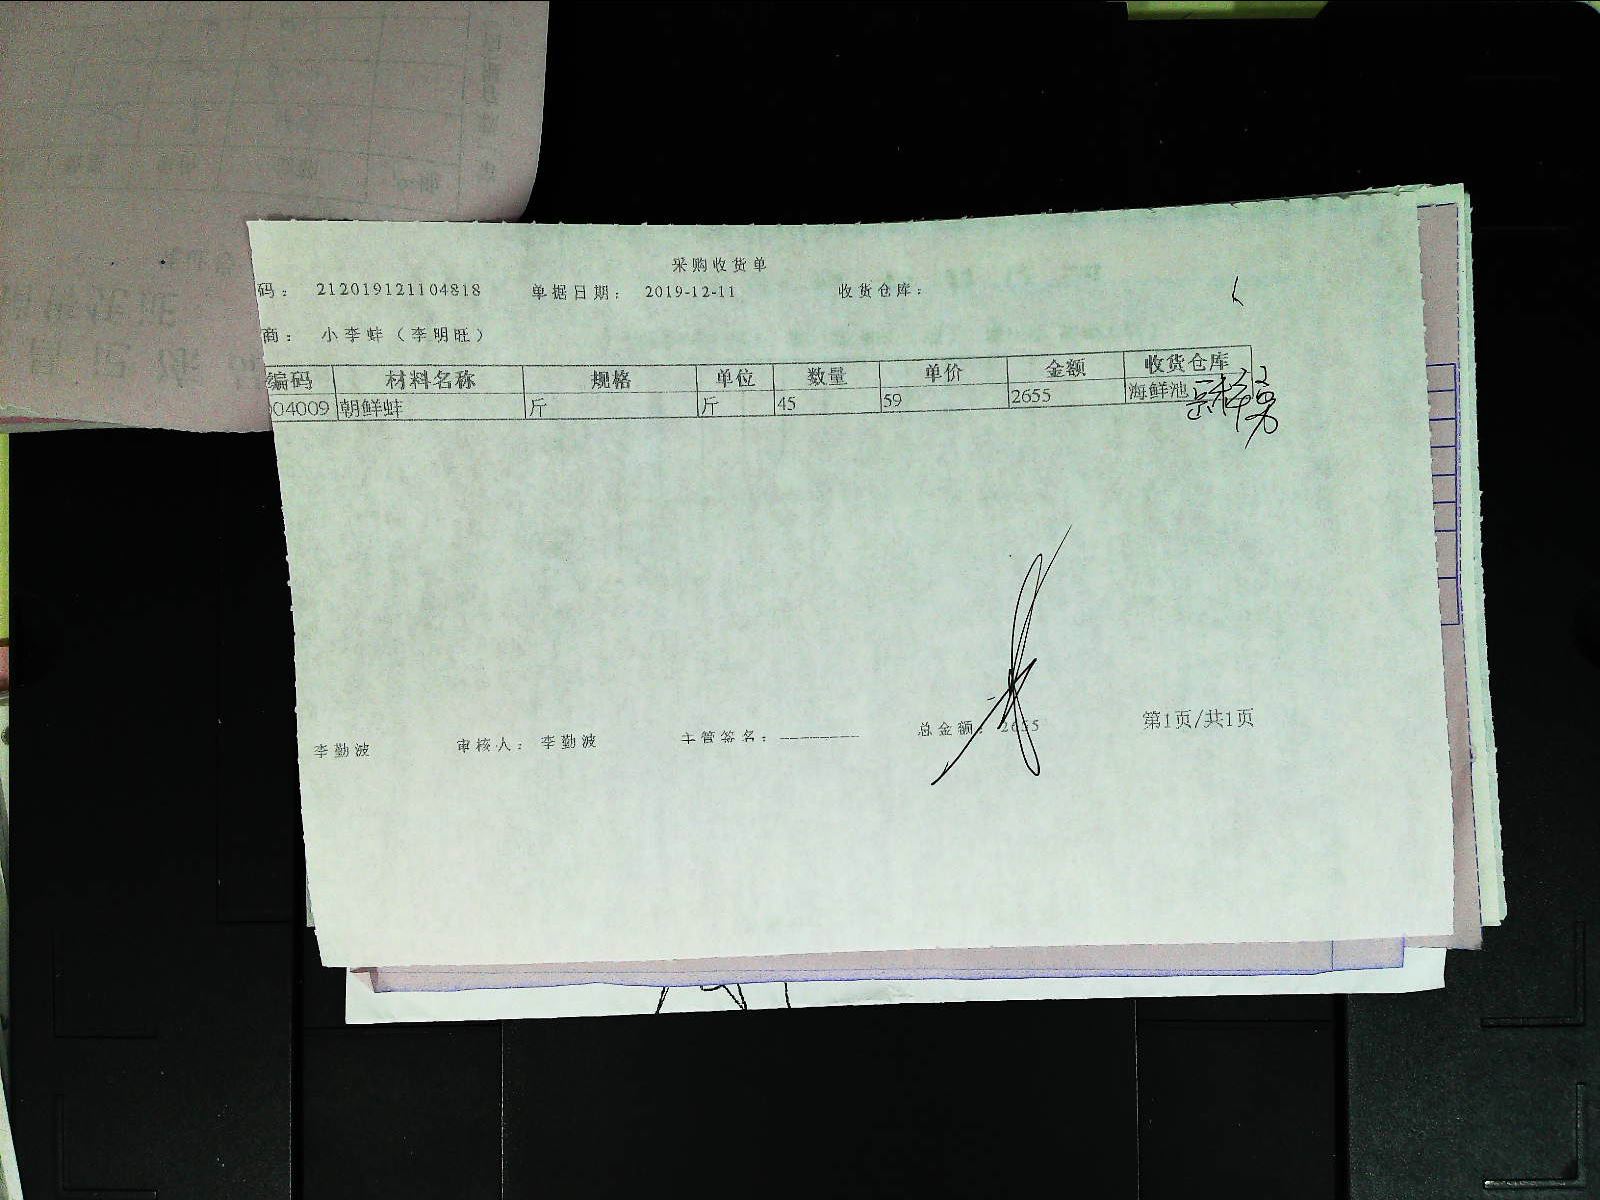 采购收货单
码： 212019121104818 单据日期： 2019-12-11 收货仓库：
商： 小李蚌（李明旺）
编码 材料名称 规格 单位 数量 单价 金额 收货仓库
04009 朝鲜蚌 斤 斤 45 59 2655 海鲜池
李勤波 审核人： 李勤波 主管签名： 总金额： 2655 第1页/共1页